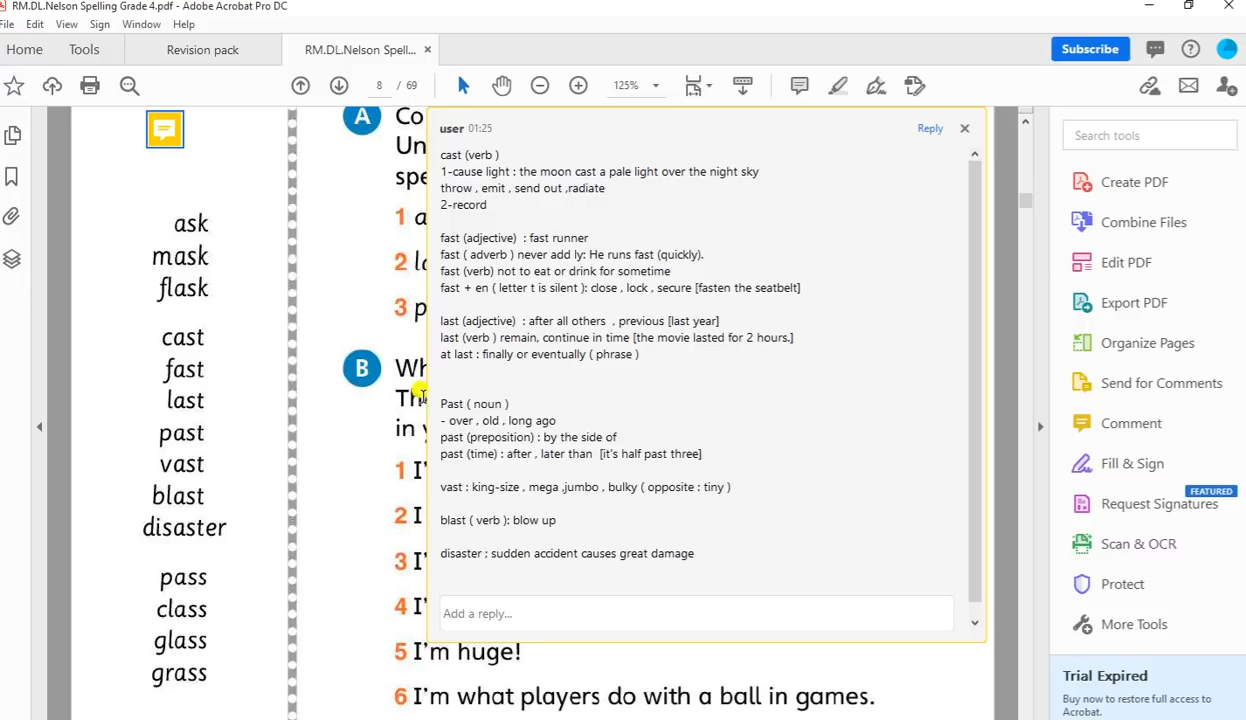 RM.DL.Nelson Spelling Grade 4.pdf - Adobe Acrobat Pro DC
File Edit View Sign Window Help
Home Tools Revision pack RM.DL.Nelson Spell... × Subscribe
8 / 69 125%
user 01:25 Reply
cast (verb )
1-cause light : the moon cast a pale light over the night sky
throw , emit , send out ,radiate
2-record
fast (adjective) : fast runner
fast ( adverb ) never add ly: He runs fast (quickly).
fast (verb) not to eat or drink for sometime
fast + en ( letter t is silent ): close , lock , secure [fasten the seatbelt]
last (adjective) : after all others , previous [last year]
last (verb ) remain, continue in time [the movie lasted for 2 hours.]
at last : finally or eventually ( phrase )
Past ( noun )
- over , old , long ago
past (preposition) : by the side of
past (time) : after , later than [it's half past three]
vast : king-size , mega ,jumbo , bulky ( opposite : tiny )
blast ( verb ): blow up
disaster ; sudden accident causes great damage
Add a reply...
ask
mask
flask
cast
fast
last
past
vast
blast
disaster
pass
class
glass
grass
A Co
Un
spe
1 a
2 la
3 p
B Wh
Th
in y
1 I'
2 I
3 I'
4 I'
5 I'm huge!
6 I'm what players do with a ball in games.
Search tools
Create PDF
Combine Files
Edit PDF
Export PDF
Organize Pages
Send for Comments
Comment
Fill & Sign
FEATURED
Request Signatures
Scan & OCR
Protect
More Tools
Trial Expired
Buy now to restore full access to
Acrobat.